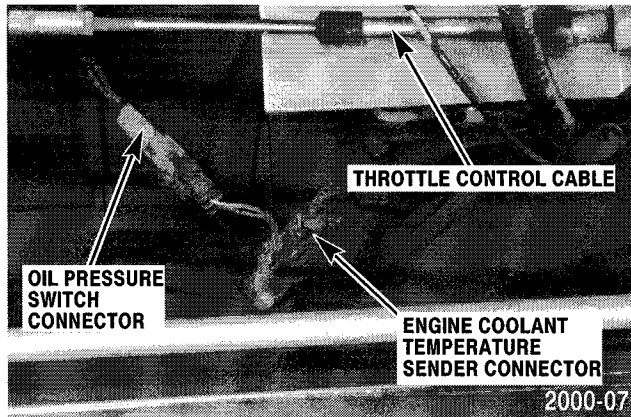 THROTTLE CONTROL CABLE
OIL PRESSURE
SWITCH
CONNECTOR
ENGINE COOLANT
TEMPERATURE
SENDER CONNECTOR
2000-07